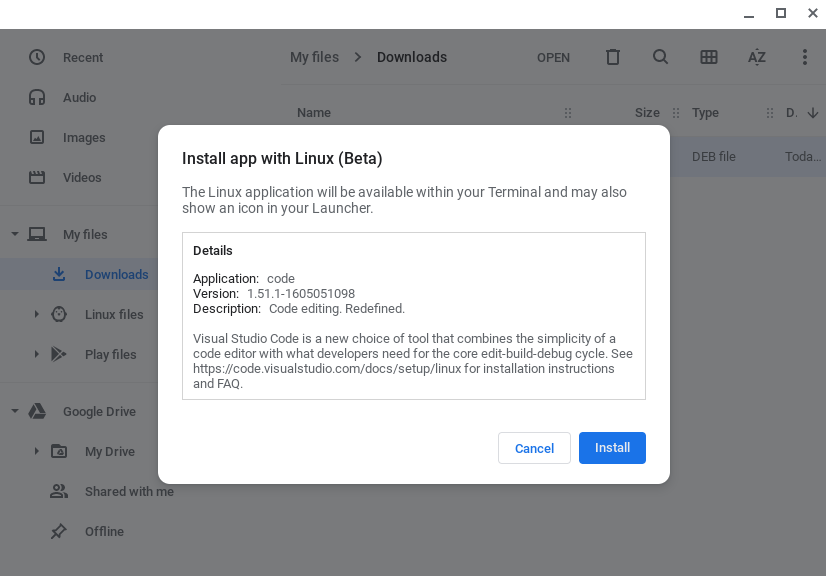 Recent
Audio
Images
Videos
My files
Downloads
Linux files
Play files
Google Drive
My Drive
Shared with me
Offline
My files > Downloads
OPEN
AZ
Name
Size
Type
D.
DEB file
Toda...
Install app with Linux (Beta)
The Linux application will be available within your Terminal and may also
show an icon in your Launcher.
Details
Application: code
Version: 1.51.1-1605051098
Description: Code editing. Redefined.
Visual Studio Code is a new choice of tool that combines the simplicity of a
code editor with what developers need for the core edit-build-debug cycle. See
https://code.visualstudio.com/docs/setup/linux for installation instructions
and FAQ.
Cancel
Install